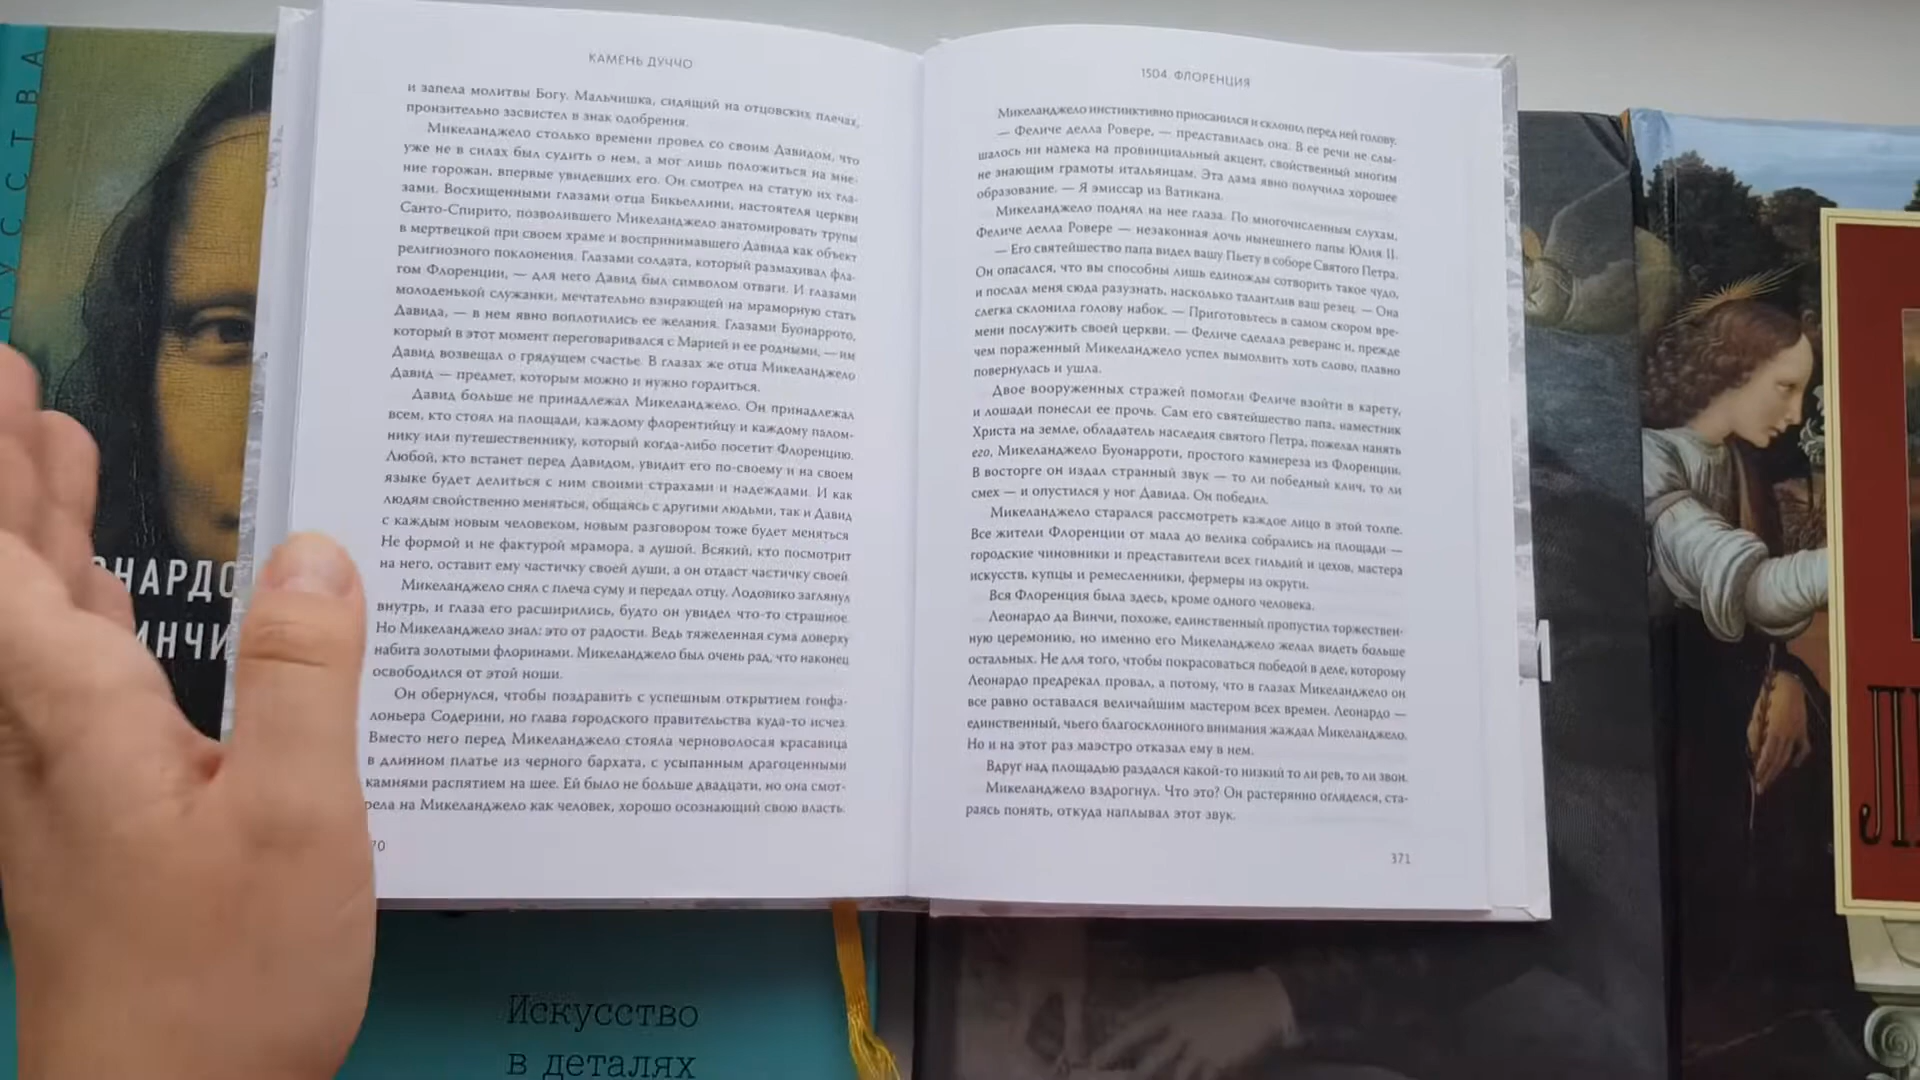 КАМЕНЬ ДУЧЧО
и запела молитвы Богу. Мальчишка, сидящий на отцовских плечах,
пронзительно засвистел в знак одобрения.
Микеланджело столько времени провел со своим Давидом, что
уже не в силах был судить о нем, а мог лишь положиться на мне-
ние горожан, впервые увидевших его. Он смотрел на статую их гла-
зами. Восхищенными глазами отца Бикьеллини, настоятеля церкви
Санто-Спирито, позволившего Микеланджело анатомировать трупы
в мертвецкой при своем храме и воспринимавшего Давида как объект
религиозного поклонения. Глазами солдата, который размахивал фла-
гом Флоренции, — для него Давид был символом отваги. И глазами
молоденькой служанки, мечтательно взирающей на мраморную стать
Давида, — в нем явно воплотились ее желания. Глазами Буонаррото,
который в этот момент переговаривался с Марией и ее родными, — им
Давид возвещал о грядущем счастье. В глазах же отца Микеланджело
Давид — предмет, которым можно и нужно гордиться.
Давид больше не принадлежал Микеланджело. Он принадлежал
всем, кто стоял на площади, каждому флорентийцу и каждому палом-
нику или путешественнику, который когда-либо посетит Флоренцию.
Любой, кто встанет перед Давидом, увидит его по-своему и на своем
языке будет делиться с ним своими страхами и надеждами. И как
людям свойственно меняться, общаясь с другими людьми, так и Давид
с каждым новым человеком, новым разговором тоже будет меняться
Не формой и не фактурой мрамора, а душой. Всякий, кто посмотрит
на него, оставит ему частичку своей души, а он отдаст частичку своей.
Микеланджело снял с плеча суму и передал отцу. Лодовико заглянул
внутрь, и глаза его расширились, будто он увидел что-то страшное.
Но Микеланджело знал: это от радости. Ведь тяжеленная сума доверху
набита золотыми флоринами. Микеланджело был очень рад, что наконец
освободился от этой ноши.
Он обернулся, чтобы поздравить с успешным открытием гонфа-
лоньера Содерини, но глава городского правительства куда-то исчез.
Вместо него перед Микеланджело стояла черноволосая красавица
в длинном платье из черного бархата, с усыпанным драгоценными
камнями распятием на шее. Ей было не больше двадцати, но она смот-
рела на Микеланджело как человек, хорошо осознающий свою власть.
70
1504. ФЛОРЕНЦИЯ
Микеланджело инстинктивно приосанился и склонил перед ней голову.
— Феличе делла Ровере, — представилась она. В ее речи не слы-
шалось ни намека на провинциальный акцент, свойственный многим
не знающим грамоты итальянцам. Эта дама явно получила хорошее
образование. — Я эмиссар из Ватикана.
Микеланджело поднял на нее глаза. По многочисленным слухам,
Феличе делла Ровере — незаконная дочь нынешнего папы Юлия II.
— Его святейшество папа видел вашу Пьету в соборе Святого Петра.
Он опасался, что вы способны лишь единожды сотворить такое чудо,
и послал меня сюда разузнать, насколько талантлив ваш резец. — Она
слегка склонила голову набок. — Приготовьтесь в самом скором вре-
мени послужить своей церкви. — Феличе сделала реверанс и, прежде
чем пораженный Микеланджело успел вымолвить хоть слово, плавно
повернулась и ушла.
Двое вооруженных стражей помогли Феличе взойти в карету,
и лошади понесли ее прочь. Сам его святейшество папа, наместник
Христа на земле, обладатель наследия святого Петра, пожелал нанять
его, Микеланджело Буонарроти, простого камнереза из Флоренции.
В восторге он издал странный звук — то ли победный клич, то ли
смех — и опустился у ног Давида. Он победил.
Микеланджело старался рассмотреть каждое лицо в этой толпе.
Все жители Флоренции от мала до велика собрались на площади —
городские чиновники и представители всех гильдий и цехов, мастера
искусств, купцы и ремесленники, фермеры из округи.
Вся Флоренция была здесь, кроме одного человека.
Леонардо да Винчи, похоже, единственный пропустил торжествен-
ную церемонию, но именно его Микеланджело желал видеть больше
остальных. Не для того, чтобы покрасоваться победой в деле, которому
Леонардо предрекал провал, а потому, что в глазах Микеланджело он
все равно оставался величайшим мастером всех времен. Леонардо —
единственный, чьего благосклонного внимания жаждал Микеланджело.
Но и на этот раз маэстро отказал ему в нем.
Вдруг над площадью раздался какой-то низкий то ли рев, то ли звон.
Микеланджело вздрогнул. Что это? Он растерянно огляделся, ста-
раясь понять, откуда наплывал этот звук.
371
УССТВА
ОНАРДО
ИНЧИ
Искусство
в деталях